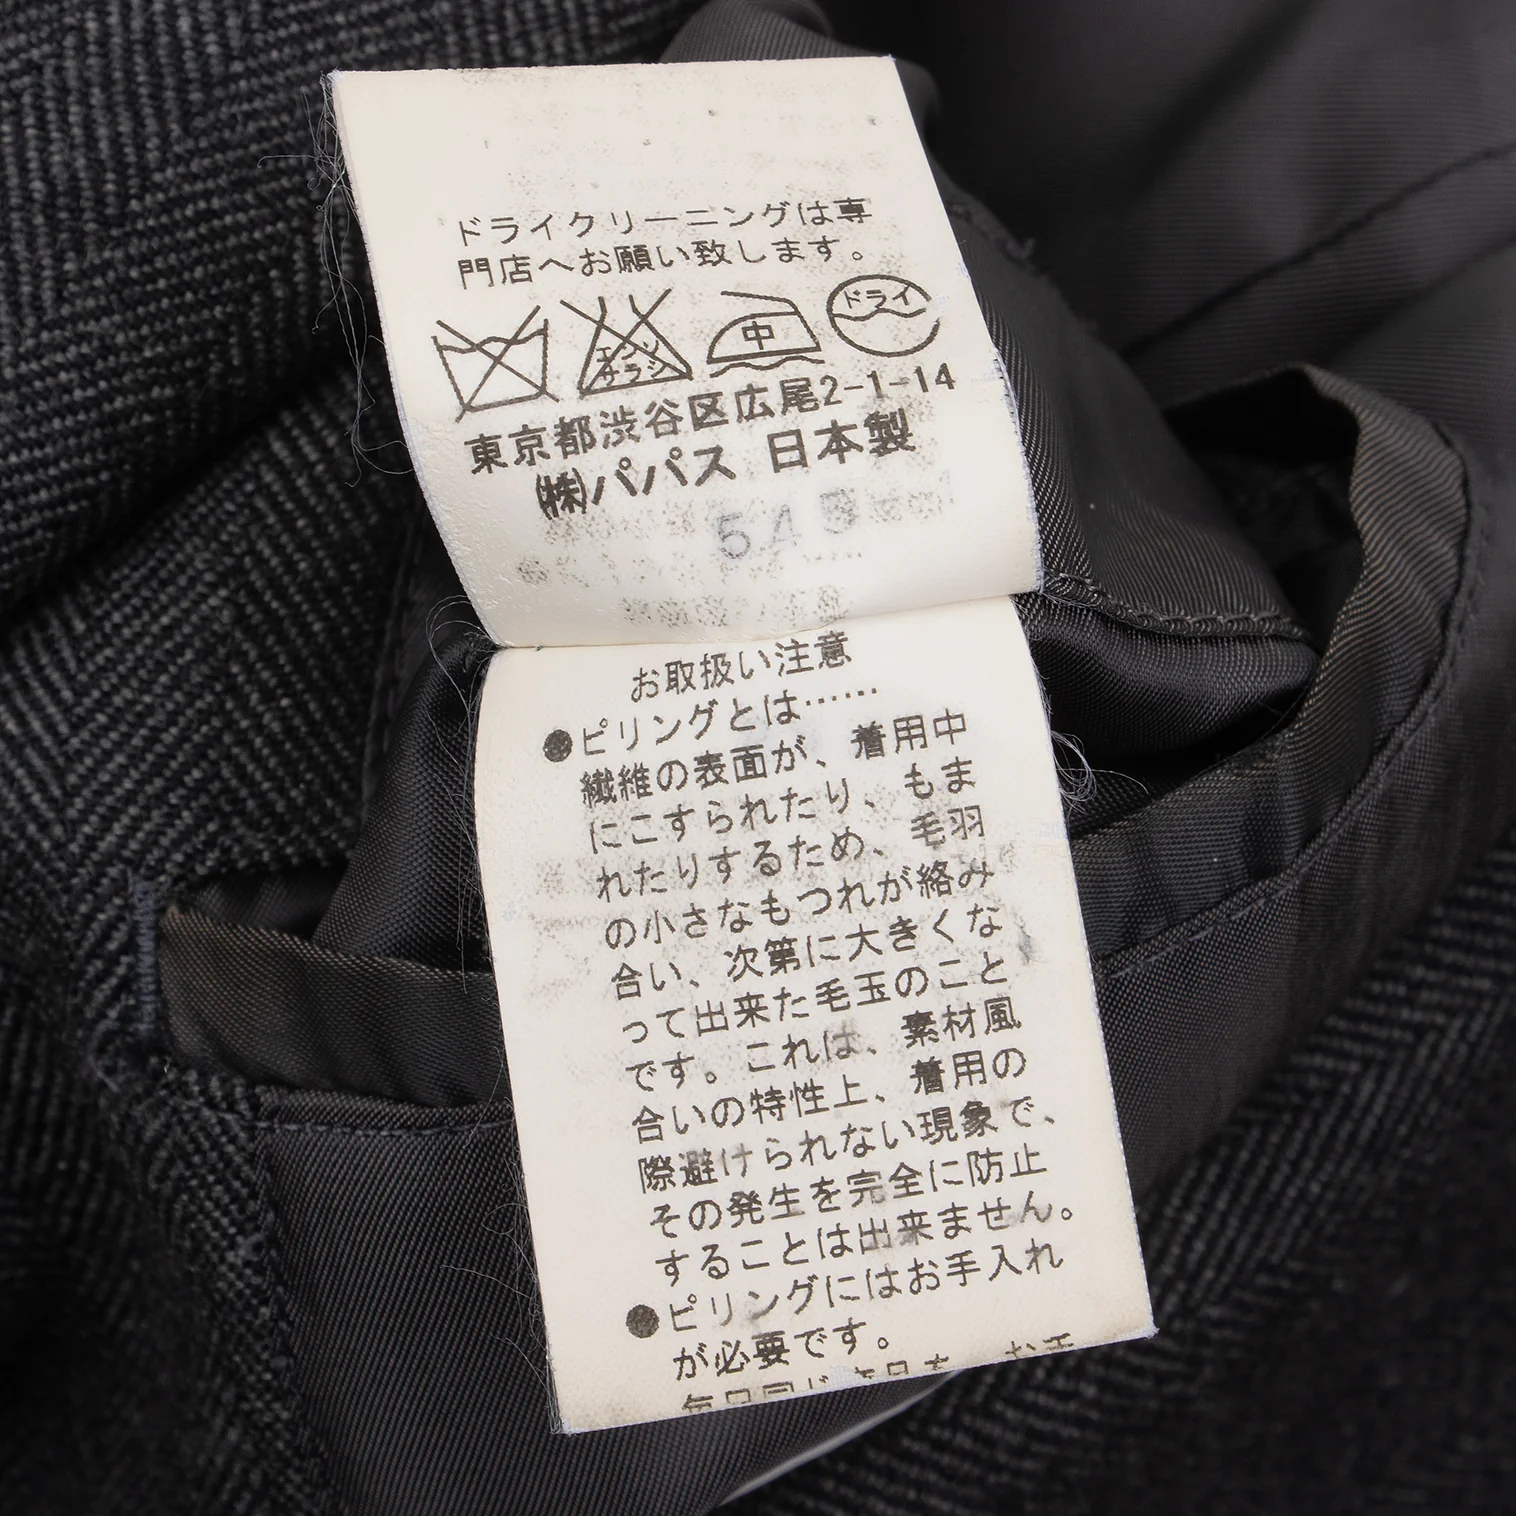 ドライクリーニングは専
門店へお願い致します。
エンソ
サラシ
中
ドライ
東京都渋谷区広尾2-1-14
㈱パパス 日本製
お取扱い注意
●ピリングとは……
繊維の表面が、着用中
にこすられたり、もま
れたりするため、毛羽
の小さなもつれが絡み
合い、次第に大きくな
って出来た毛玉のこと
です。これは、素材風
合いの特性上、着用の
際避けられない現象で、
その発生を完全に防止
することは出来ません。
●ピリングにはお手入れ
が必要です。